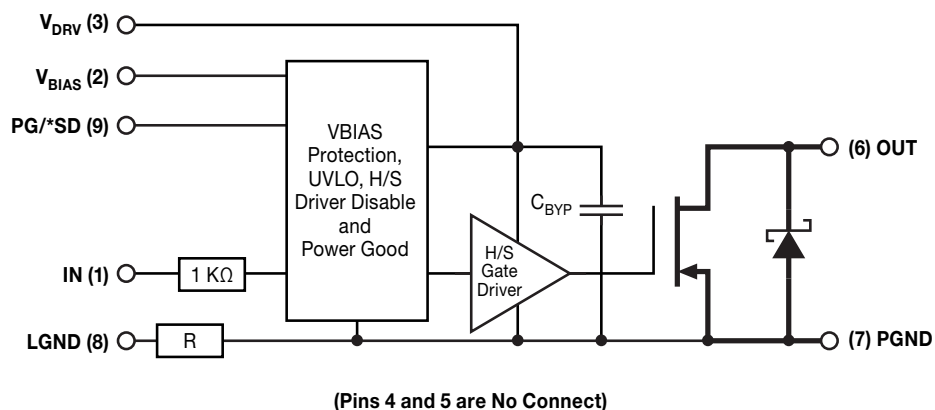 V_DRV (3)
V_BIAS (2)
PG/*SD (9)
VBIAS
Protection,
UVLO, H/S
Driver Disable
and
Power Good
C_BYP
(6) OUT
IN (1)
1 KΩ
H/S
Gate
Driver
LGND (8)
R
(7) PGND
(Pins 4 and 5 are No Connect)